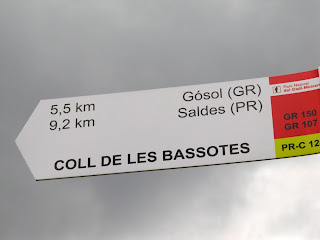 5,5 km Gósol (GR)
9,2 km Saldes (PR)
COLL DE LES BASSOTES
GR 150
GR 107
PR-C 12